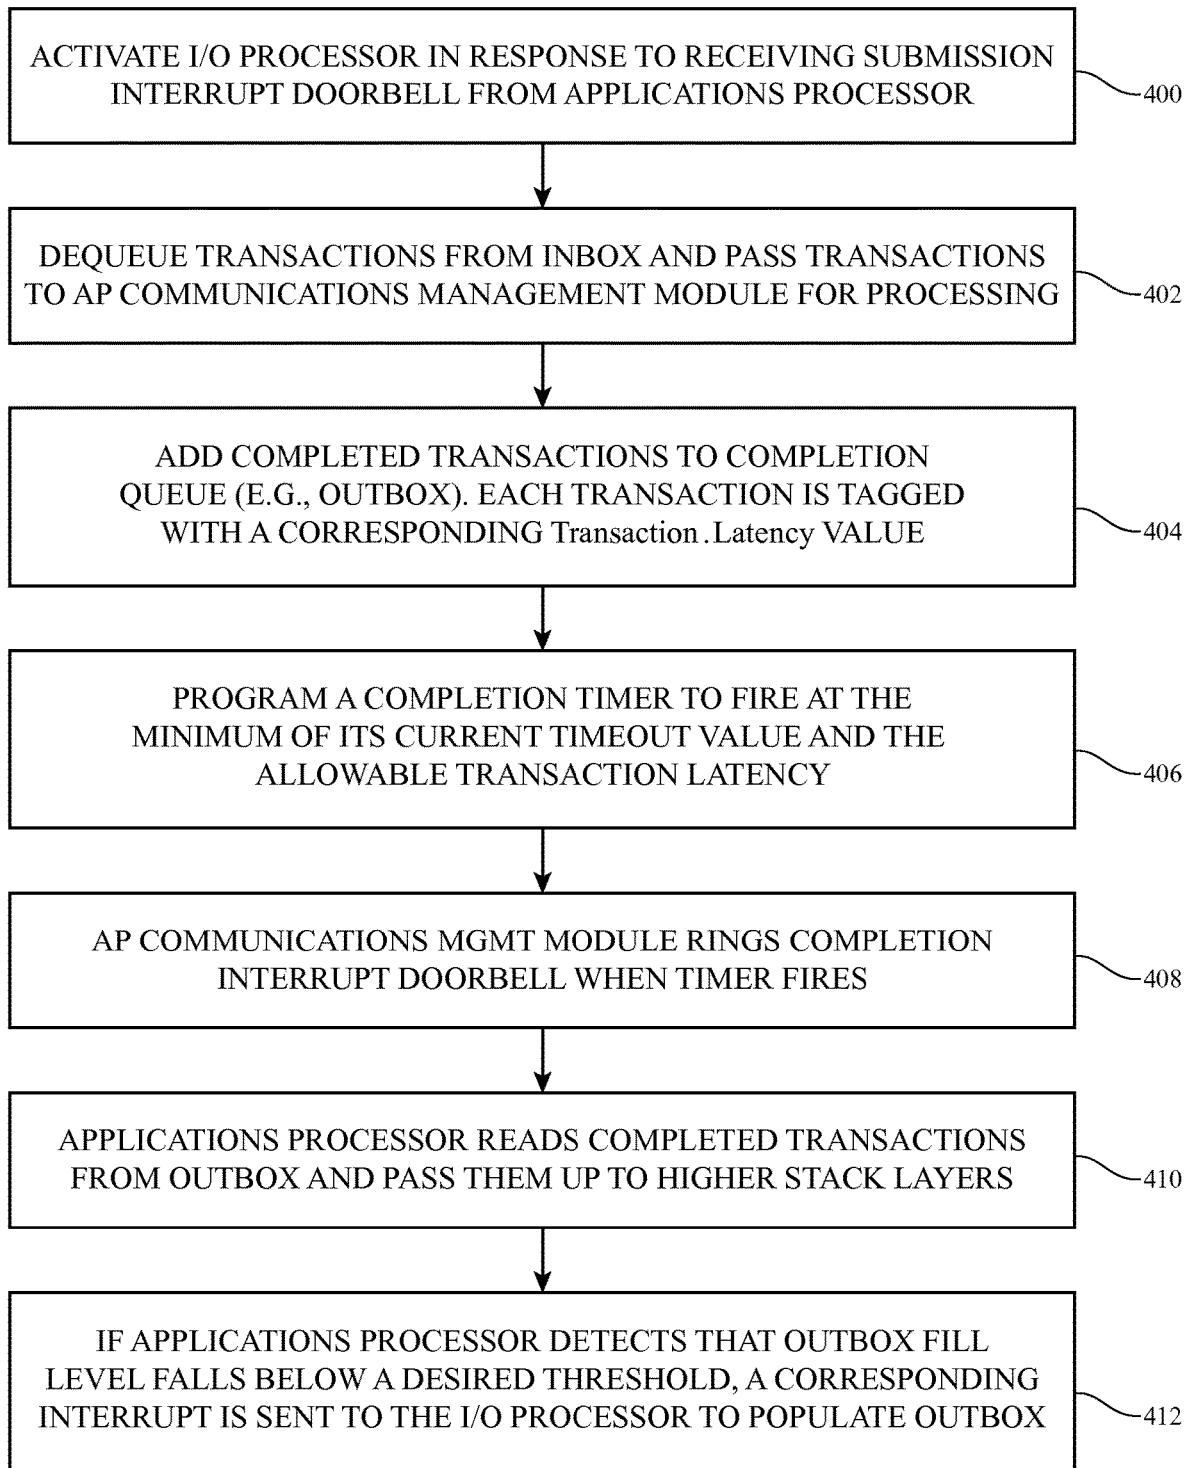 ACTIVATE I/O PROCESSOR IN RESPONSE TO RECEIVING SUBMISSION
INTERRUPT DOORBELL FROM APPLICATIONS PROCESSOR
400
DEQUEUE TRANSACTIONS FROM INBOX AND PASS TRANSACTIONS
TO AP COMMUNICATIONS MANAGEMENT MODULE FOR PROCESSING
402
ADD COMPLETED TRANSACTIONS TO COMPLETION
QUEUE (E.G., OUTBOX). EACH TRANSACTION IS TAGGED
WITH A CORRESPONDING Transaction.Latency VALUE
404
PROGRAM A COMPLETION TIMER TO FIRE AT THE
MINIMUM OF ITS CURRENT TIMEOUT VALUE AND THE
ALLOWABLE TRANSACTION LATENCY
406
AP COMMUNICATIONS MGMT MODULE RINGS COMPLETION
INTERRUPT DOORBELL WHEN TIMER FIRES
408
APPLICATIONS PROCESSOR READS COMPLETED TRANSACTIONS
FROM OUTBOX AND PASS THEM UP TO HIGHER STACK LAYERS
410
IF APPLICATIONS PROCESSOR DETECTS THAT OUTBOX FILL
LEVEL FALLS BELOW A DESIRED THRESHOLD, A CORRESPONDING
INTERRUPT IS SENT TO THE I/O PROCESSOR TO POPULATE OUTBOX
412